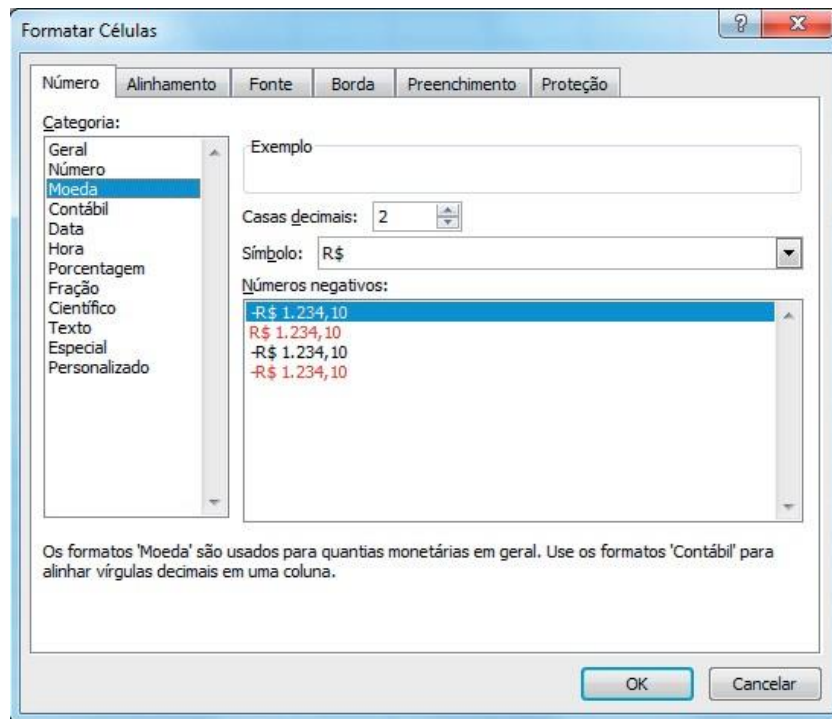 Formatar Células
Número Alinhamento Fonte Borda Preenchimento Proteção
Categoria:
Geral
Número
Moeda
Contábil
Data
Hora
Porcentagem
Fração
Científico
Texto
Especial
Personalizado
Exemplo
Casas decimais: 2
Símbolo: R$
Números negativos:
-R$ 1.234,10
R$ 1.234,10
-R$ 1.234,10
-R$ 1.234,10
Os formatos 'Moeda' são usados para quantias monetárias em geral. Use os formatos 'Contábil' para
alinhar vírgulas decimais em uma coluna.
OK Cancelar